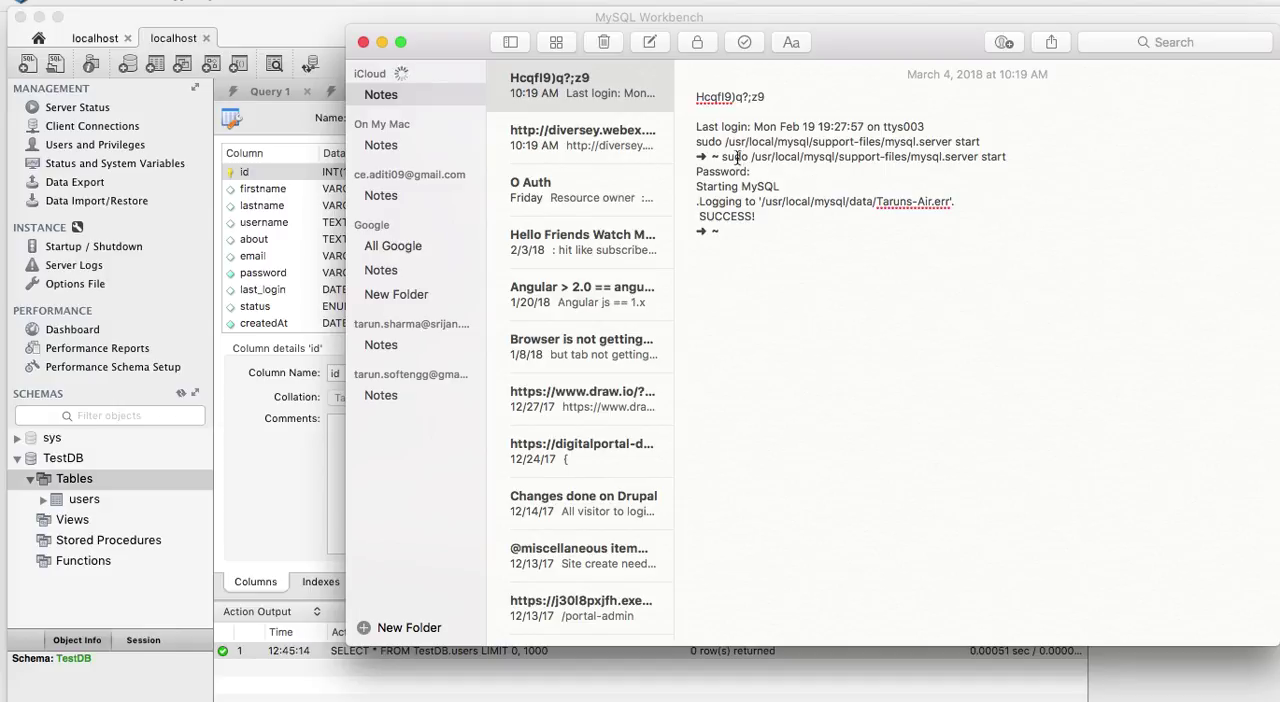 MySQL Workbench
localhost
localhost
MANAGEMENT
Server Status
Client Connections
Users and Privileges
Status and System Variables
Data Export
Data Import/Restore
INSTANCE
Startup / Shutdown
Server Logs
Options File
PERFORMANCE
Dashboard
Performance Reports
Performance Schema Setup
SCHEMAS
Filter objects
sys
TestDB
Tables
users
Views
Stored Procedures
Functions
Object Info Session
Schema: TestDB
Query 1
Name:
Column Data
id INT(
firstname VARC
lastname VARC
username TEXT
about TEXT
email VARC
password VARC
last_login DATE
status ENU
createdAt DATE
Column details 'id'
Column Name: id
Collation: Ta
Comments:
Columns Indexes
Action Output
Time Act
1 12:45:14 SELECT * FROM TestDB.users LIMIT 0, 1000 0 row(s) returned 0.00051 sec / 0.0000...
Aa
Search
iCloud
Notes
On My Mac
Notes
ce.aditi09@gmail.com
Notes
Google
All Google
Notes
New Folder
tarun.sharma@srijan....
Notes
tarun.softengg@gma...
Notes
New Folder
HcqfI9)q?;z9
10:19 AM Last login: Mon...
http://diversey.webex....
10:19 AM http://diversey....
O Auth
Friday Resource owner :...
Hello Friends Watch M...
2/3/18 : hit like subscribe...
Angular > 2.0 == angu...
1/20/18 Angular js == 1.x
Browser is not getting...
1/8/18 but tab not getting...
https://www.draw.io/?...
12/27/17 https://www.dra...
https://digitalportal-d...
12/24/17 {
Changes done on Drupal
12/14/17 All visitor to logi...
@miscellaneous item...
12/13/17 Site create need...
https://j30l8pxjfh.exe...
12/13/17 /portal-admin
March 4, 2018 at 10:19 AM
HcqfI9)q?;z9
Last login: Mon Feb 19 19:27:57 on ttys003
sudo /usr/local/mysql/support-files/mysql.server start
➜ ~ sudo /usr/local/mysql/support-files/mysql.server start
Password:
Starting MySQL
.Logging to '/usr/local/mysql/data/Taruns-Air.err'.
SUCCESS!
➜ ~